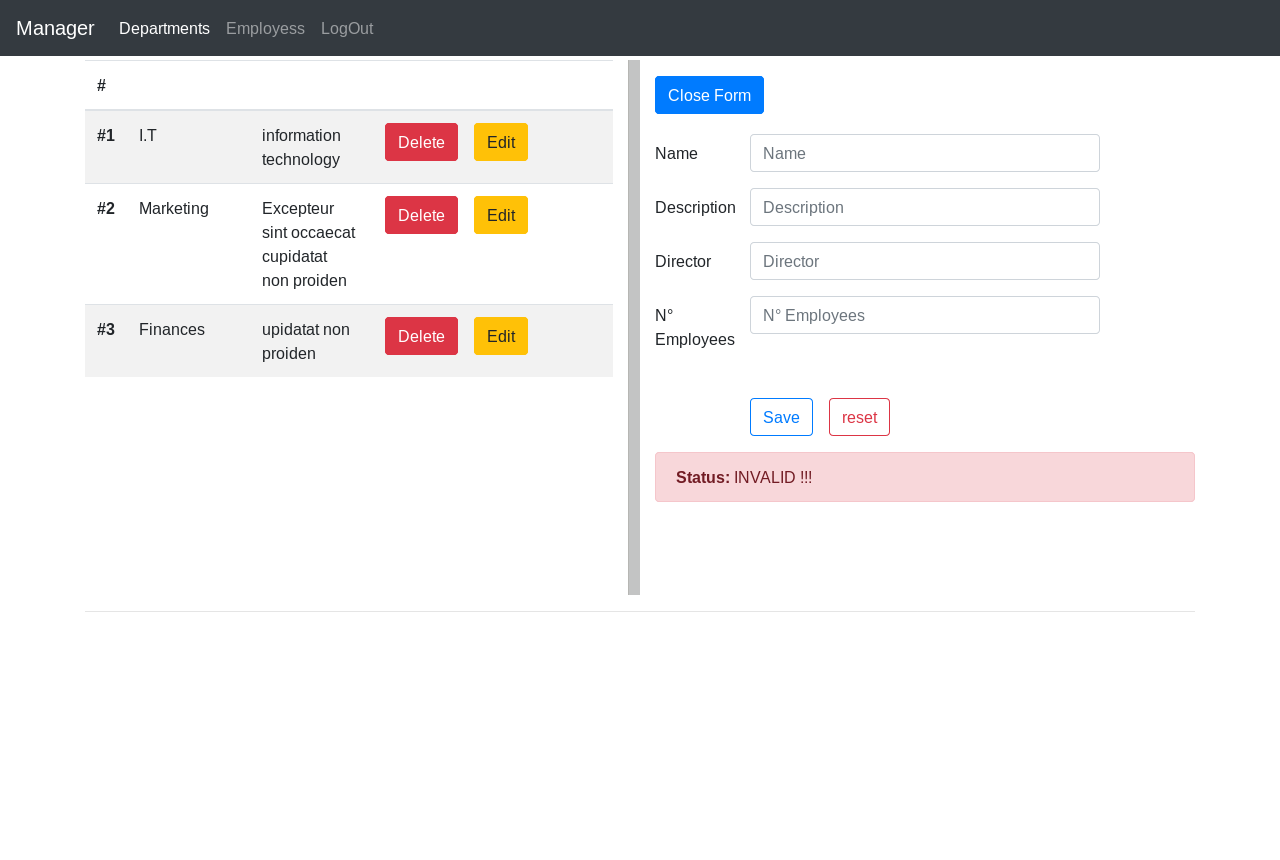 Manager Departments Employess LogOut
#
#1 I.T information technology Delete Edit
#2 Marketing Excepteur sint occaecat cupidatat non proiden Delete Edit
#3 Finances upidatat non proiden Delete Edit
Close Form
Name Name
Description Description
Director Director
N° Employees N° Employees
Save reset
Status: INVALID !!!